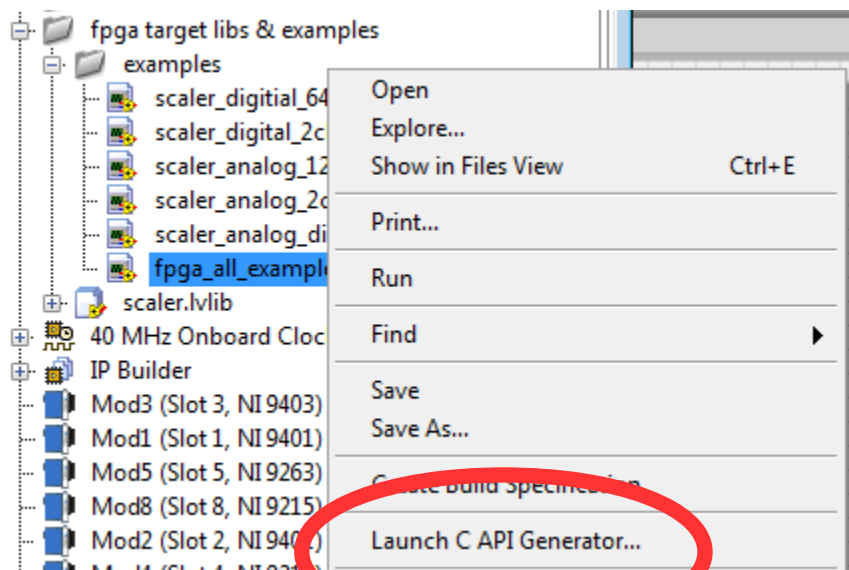 fpga target libs & examples
examples
scaler_digitial_64
scaler_digital_2c
scaler_analog_12
scaler_analog_2c
scaler_analog_di
fpga_all_example
scaler.lvlib
40 MHz Onboard Cloc
IP Builder
Mod3 (Slot 3, NI 9403)
Mod1 (Slot 1, NI 9401)
Mod5 (Slot 5, NI 9263)
Mod8 (Slot 8, NI 9215)
Mod2 (Slot 2, NI 940
Open
Explore...
Show in Files View Ctrl+E
Print...
Run
Find
Save
Save As...
Create Build Specification
Launch C API Generator...